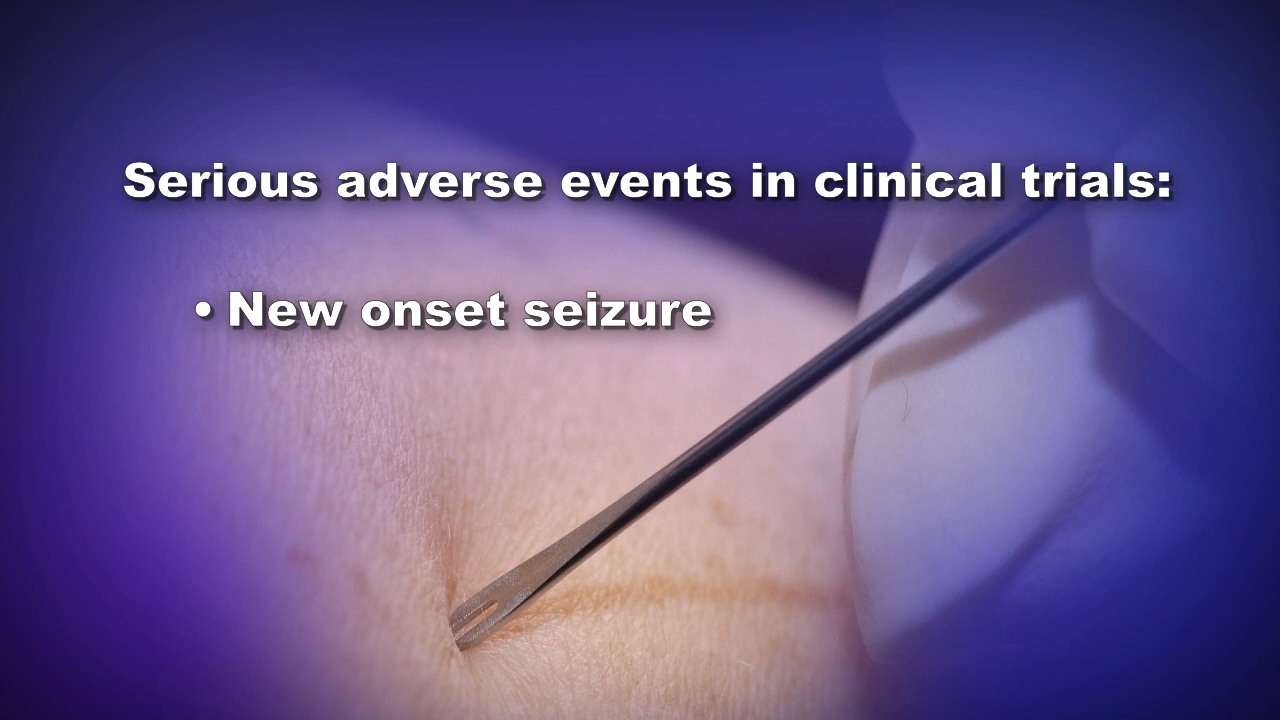 Serious adverse events in clinical trials:
• New onset seizure